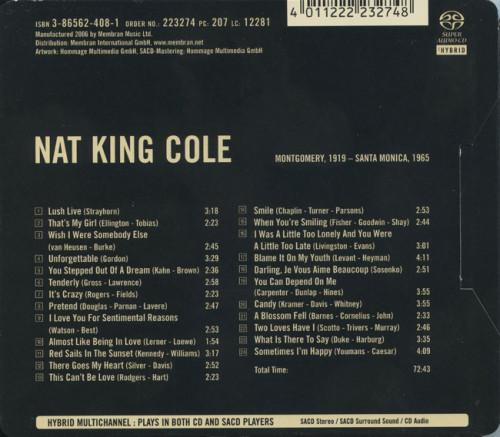 ISBN 3-86562-408-1 ORDER NO.: 223274 PC: 207 LC: 12281
Manufactured 2006 by Membran Music Ltd.
Distribution: Membran International GmbH, www.membran.net
Artwork: Hommage Multimedia GmbH, SACD-Mastering: Hommage Multimedia GmbH
4 011222 232748
SUPER AUDIO CD
HYBRID
NAT KING COLE
MONTGOMERY, 1919 – SANTA MONICA, 1965
1 Lush Live (Strayhorn) 3:18
2 That's My Girl (Ellington - Tobias) 2:23
3 Wish I Were Somebody Else
(van Heusen - Burke) 2:45
4 Unforgettable (Gordon) 3:29
5 You Stepped Out Of A Dream (Kahn - Brown) 2:36
6 Tenderly (Gross - Lawrence) 2:58
7 It's Crazy (Rogers - Fields) 2:23
8 Pretend (Douglas - Parnan - Lavere) 2:47
9 I Love You For Sentimental Reasons
(Watson - Best) 2:53
10 Almost Like Being In Love (Lerner - Loewe) 1:54
11 Red Sails In The Sunset (Kennedy - Williams) 3:17
12 There Goes My Heart (Silver - Davis) 2:52
13 This Can't Be Love (Rodgers - Hart) 2:23
14 Smile (Chaplin - Turner - Parsons) 2:53
15 When You're Smiling (Fisher - Goodwin - Shay) 2:44
16 I Was A Little Too Lonely And You Were
A Little Too Late (Livingston - Evans) 3:01
17 Blame It On My Youth (Levant - Heyman) 4:11
18 Darling, Je Vous Aime Beaucoup (Sosenko) 2:51
19 You Can Depend On Me
(Carpenter - Dunlap - Hines) 3:55
20 Candy (Kramer - Davis - Whitney) 3:55
21 A Blossom Fell (Barnes - Cornelius - John) 2:33
22 Two Loves Have I (Scotto - Trivers - Murray) 2:46
23 What Is There To Say (Duke - Harburg) 3:21
24 Sometimes I'm Happy (Youmans - Caesar) 4:09
Total Time: 72:43
HYBRID MULTICHANNEL : PLAYS IN BOTH CD AND SACD PLAYERS
SACD Stereo / SACD Surround Sound / CD Audio